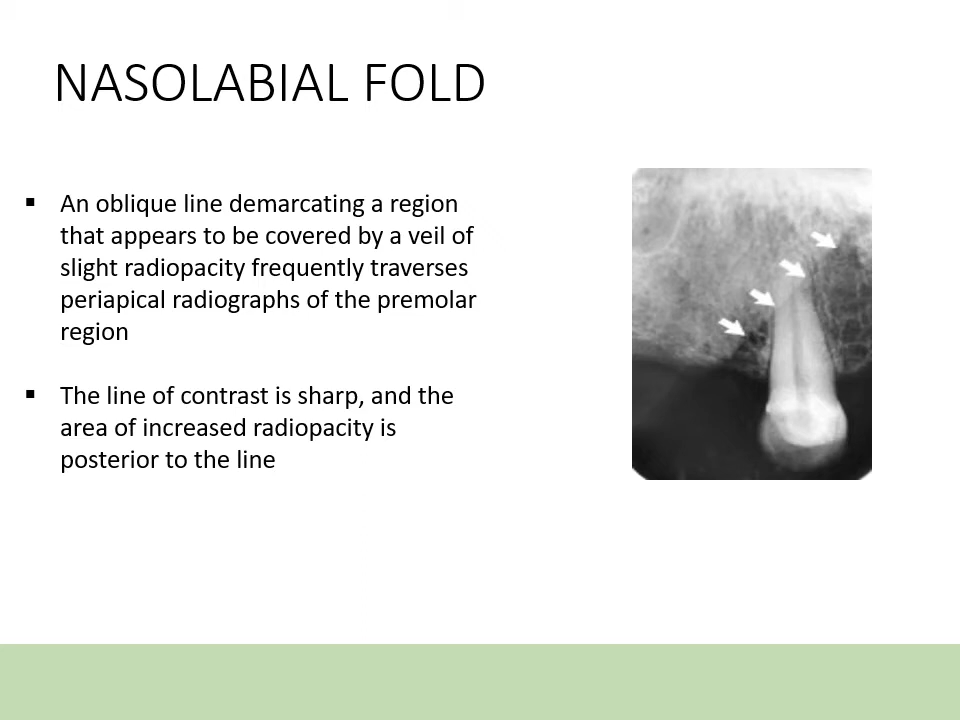 NASOLABIAL FOLD
▪ An oblique line demarcating a region
that appears to be covered by a veil of
slight radiopacity frequently traverses
periapical radiographs of the premolar
region
▪ The line of contrast is sharp, and the
area of increased radiopacity is
posterior to the line